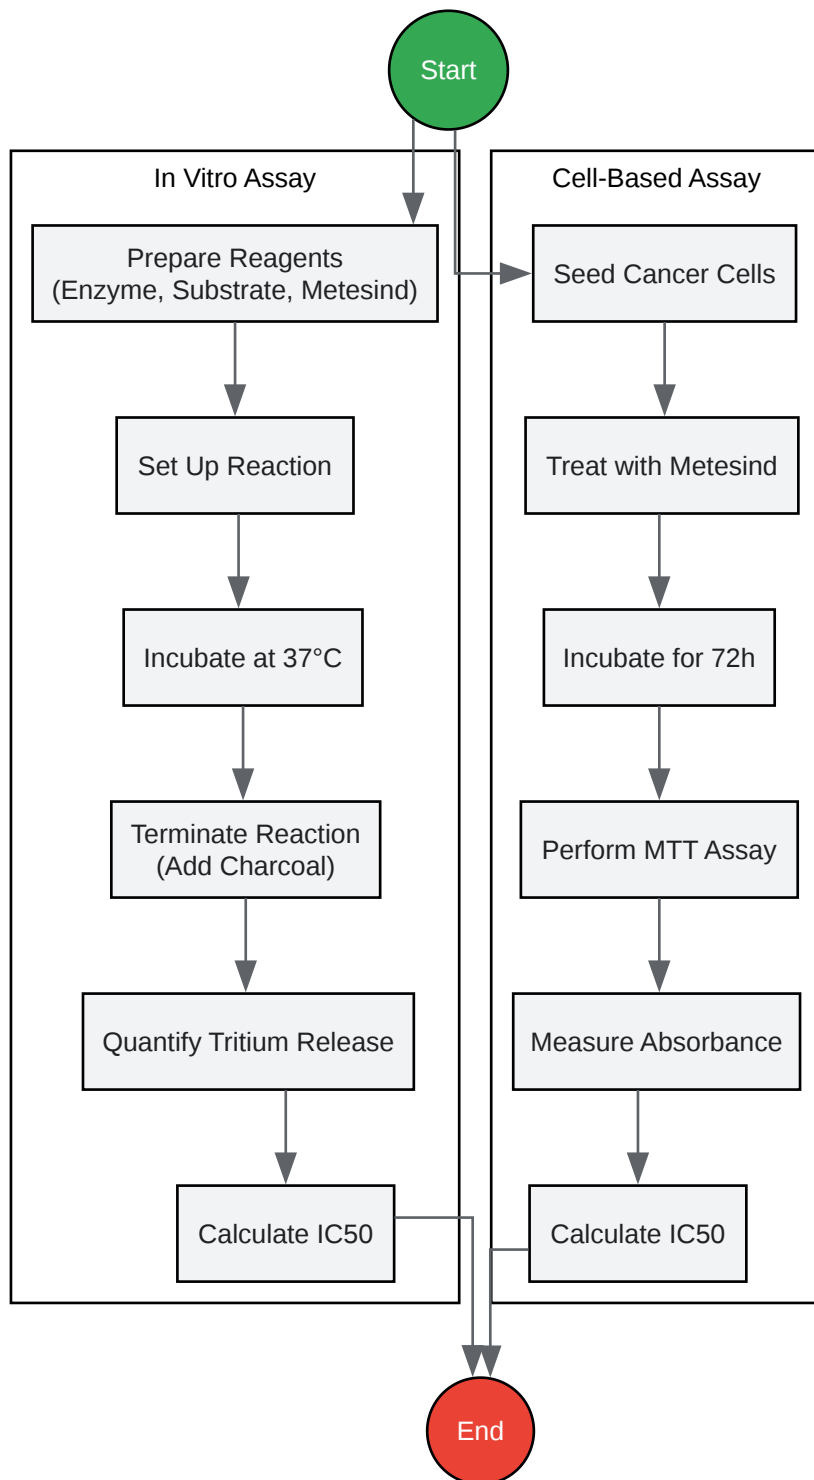 Start
In Vitro Assay
Prepare Reagents
(Enzyme, Substrate, Metesind)
Set Up Reaction
Incubate at 37°C
Terminate Reaction
(Add Charcoal)
Quantify Tritium Release
Calculate IC50
Cell-Based Assay
Seed Cancer Cells
Treat with Metesind
Incubate for 72h
Perform MTT Assay
Measure Absorbance
Calculate IC50
End